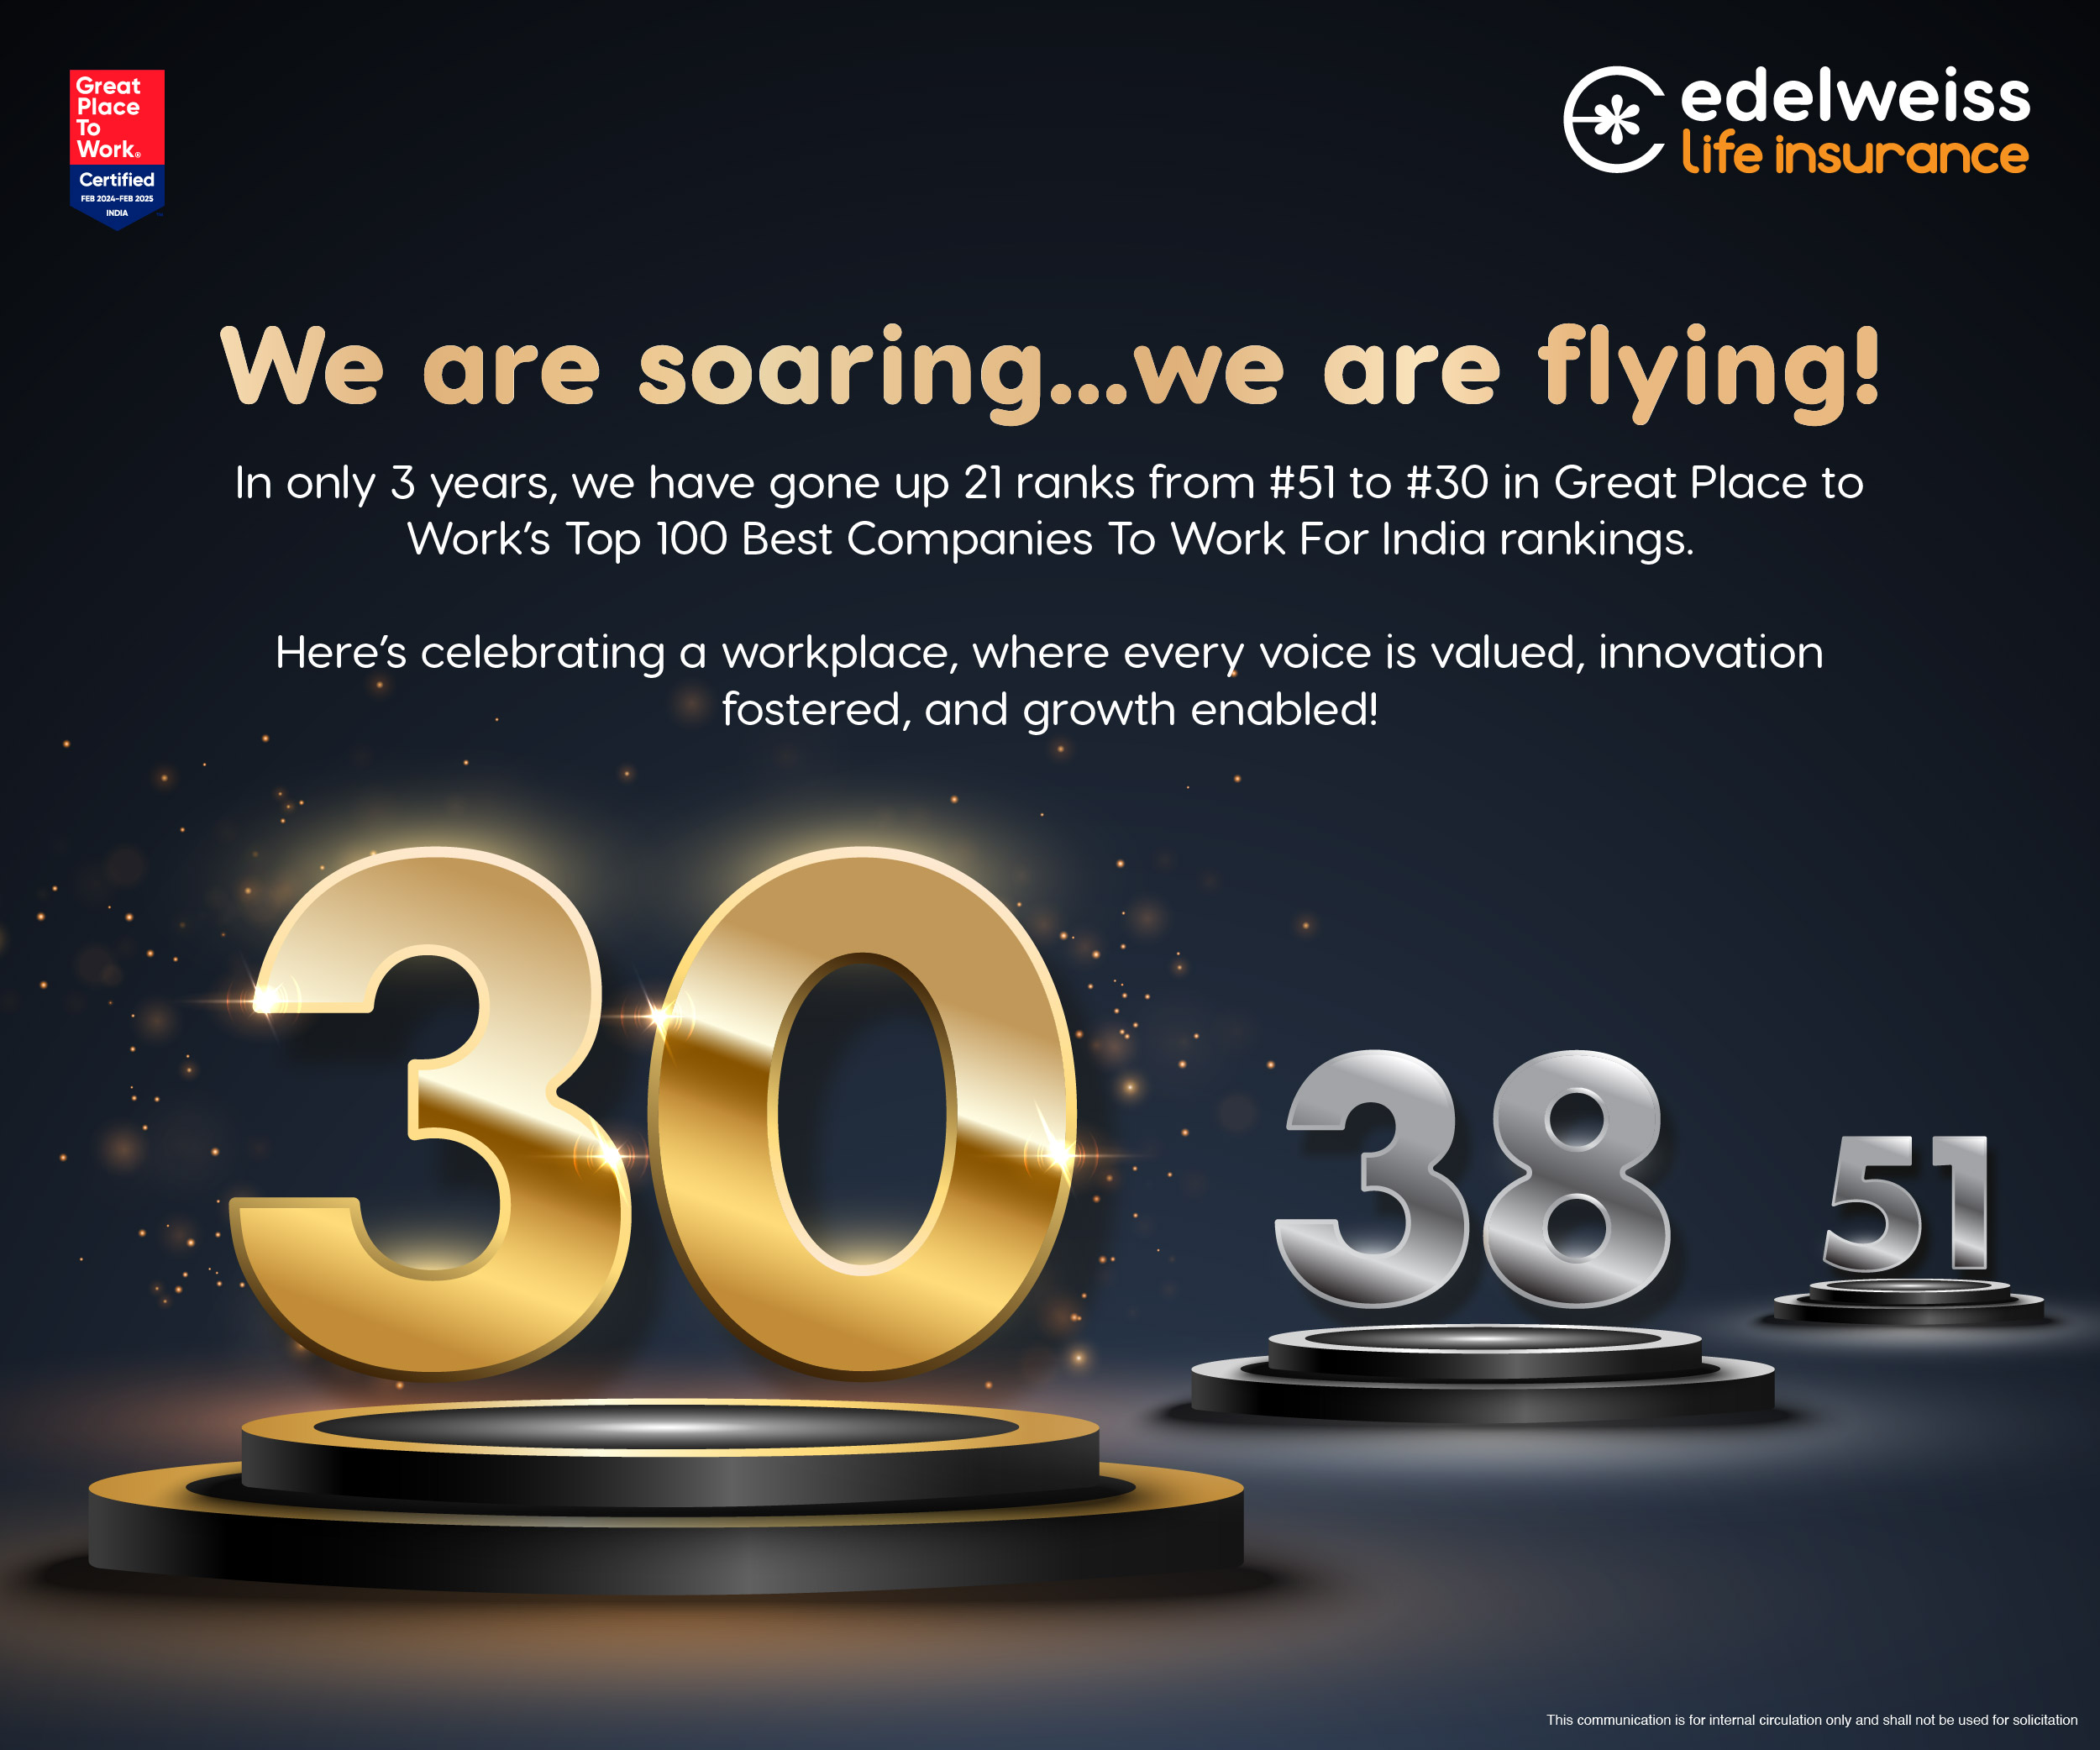 Great
Place
To
Work®
Certified
FEB 2024-FEB 2025
INDIA
edelweiss
life insurance
We are soaring...we are flying!
In only 3 years, we have gone up 21 ranks from #51 to #30 in Great Place to
Work’s Top 100 Best Companies To Work For India rankings.
Here’s celebrating a workplace, where every voice is valued, innovation
fostered, and growth enabled!
30
38
51
This communication is for internal circulation only and shall not be used for solicitation